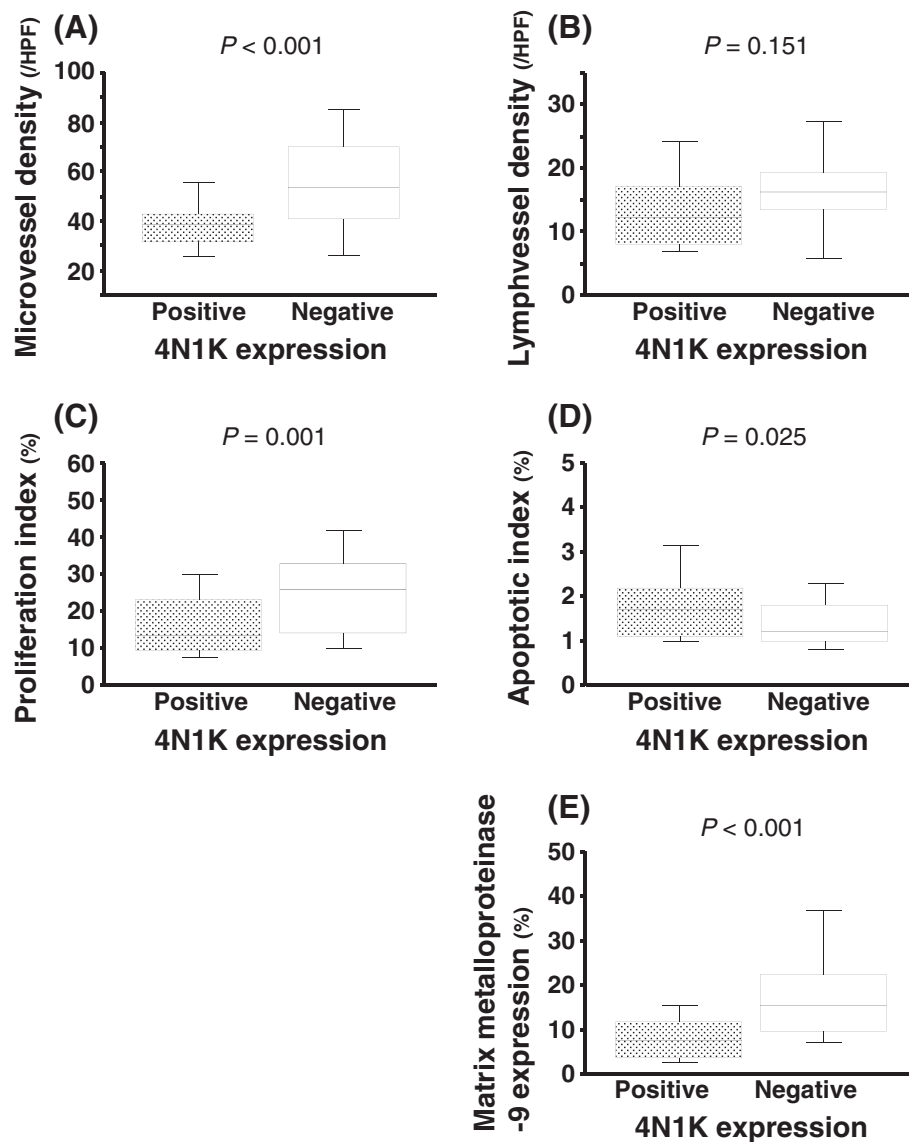 (A)
P < 0.001
Microvessel density (/HPF)
100
80
60
40
20
Positive Negative
4N1K expression
(B)
P = 0.151
Lymphvessel density (/HPF)
30
20
10
0
Positive Negative
4N1K expression
(C)
P = 0.001
Proliferation index (%)
60
50
40
30
20
10
0
Positive Negative
4N1K expression
(D)
P = 0.025
Apoptotic index (%)
5
4
3
2
1
0
Positive Negative
4N1K expression
(E)
P < 0.001
Matrix metalloproteinase
-9 expression (%)
50
40
30
20
10
0
Positive Negative
4N1K expression